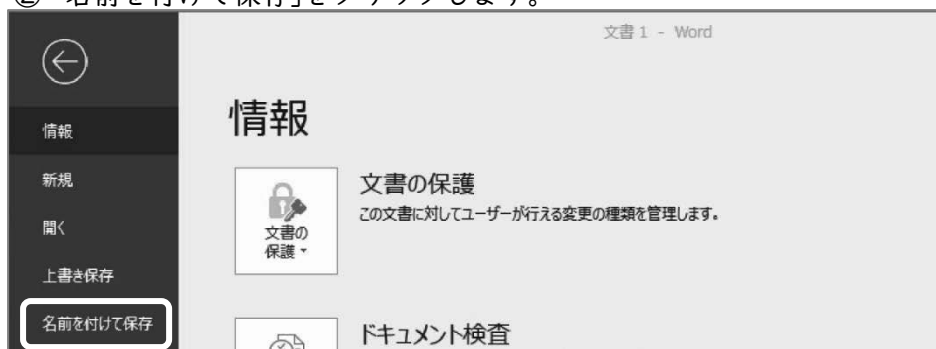 ② 名前を付けて保存」をクリックします。
文書 1 - Word
情報
情報
新規
開く
上書き保存
名前を付けて保存
文書の保護
この文書に対してユーザーが行える変更の種類を管理します。
文書の
保護
ドキュメント検査